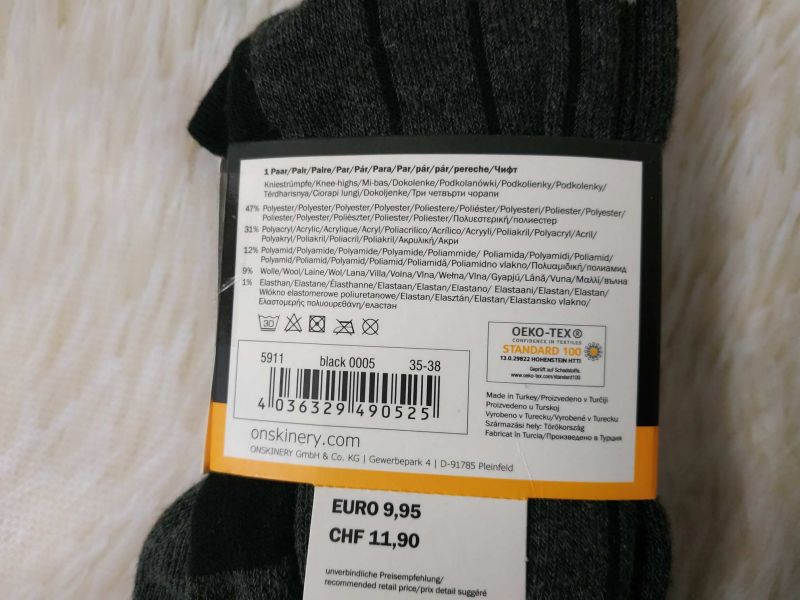 1 Paar/Pair/Paire/Par/Pár/Para/Par/pár/pár/pereche/Чифт
Kniestrümpfe/Knee-highs/Mi-bas/Dokolenke/Podkolanówki/Podkolienky/Podkolenky/
Térdharisnya/Ciorapi lungi/Dokoljenke/Три четвърти чорапи
47% Polyester/Polyester/Polyester/Polyester/Poliestere/Poliéster/Polyesteri/Poliester/Polyester/
Poliester/Polyester/Poliészter/Poliester/Poliester/Πολυεστερική/полиестер
31% Polyacryl/Acrylic/Acrylique/Acryl/Poliacrilico/Acrílico/Acryyli/Poliakril/Polyacryl/Acril/
Polyakryl/Poliakril/Poliacril/Poliakril/Ακρυλική/Акри
12% Polyamid/Polyamide/Polyamide/Polyamide/Poliammide/ Poliamida/Polyamidi/Poliamid/
Polyamid/Poliamid/Polyamid/Poliamid/Poliamidă/Poliamidno vlakno/Πολυαμιδική/полиамид
9% Wolle/Wool/Laine/Wol/Lana/Villa/Volna/Vlna/Wełna/Vlna/Gyapjú/Lână/Vuna/Μαλλί/вълна
1% Elasthan/Elastane/Élasthanne/Elastaan/Elastan/Elastano/ Elastaani/Elastan/Elastan/
Włókno elastomerowe poliuretanowe/Elastan/Elasztán/Elastan/Elastansko vlakno/
Ελαστομερής πολυουρεθάνη/еластан
30
OEKO-TEX®
CONFIDENCE IN TEXTILES
STANDARD 100
13.0.29822 HOHENSTEIN HTTI
Geprüft auf Schadstoffe.
www.oeko-tex.com/standard100
5911 black 0005 35-38
4 036329 490525
Made in Turkey/Proizvedeno v Turčiji
Proizvedeno u Turskoj
Vyrobeno v Turecku/Vyrobené v Turecku
Származási hely: Törökország
Fabricat în Turcia/Произведено в Турция
onskinery.com
ONSKINERY GmbH & Co. KG | Gewerbepark 4 | D-91785 Pleinfeld
EURO 9,95
CHF 11,90
unverbindliche Preisempfehlung/
recommended retail price/prix detail suggéré